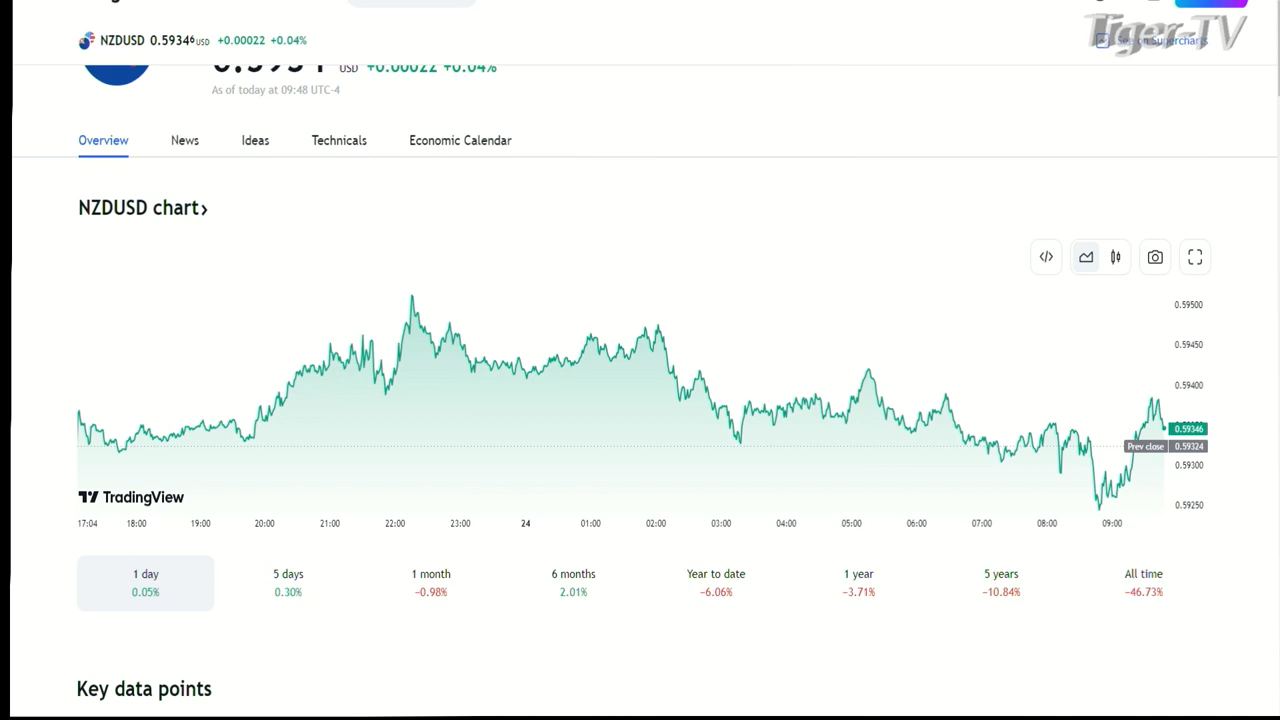 Tiger-TV
NZDUSD 0.59346 USD +0.00022 +0.04%
See on Supercharts
USD +0.00022 +0.04%
As of today at 09:48 UTC-4
Overview News Ideas Technicals Economic Calendar
NZDUSD chart›
0.59500
0.59450
0.59400
0.59346
Prev close 0.59324
0.59300
0.59250
TradingView
17:04 18:00 19:00 20:00 21:00 22:00 23:00 24 01:00 02:00 03:00 04:00 05:00 06:00 07:00 08:00 09:00
1 day 5 days 1 month 6 months Year to date 1 year 5 years All time
0.05% 0.30% −0.98% 2.01% −6.06% −3.71% −10.84% −46.73%
Key data points